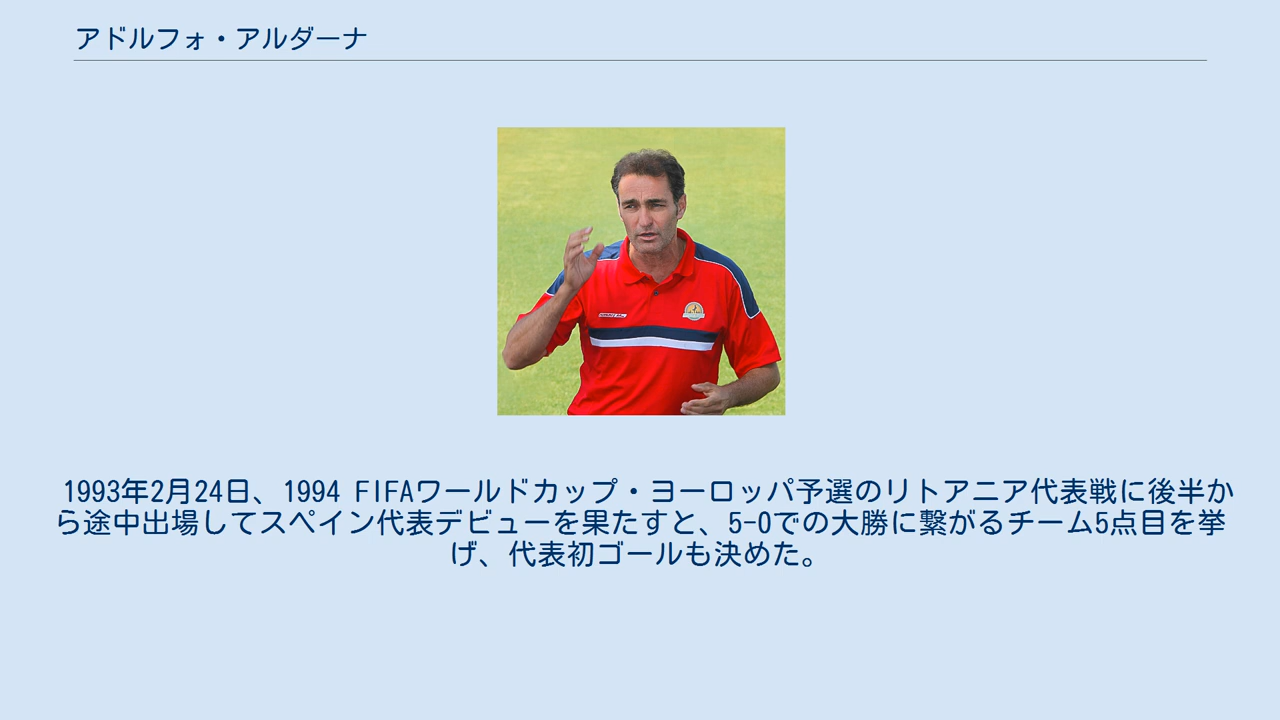 アドルフォ・アルダーナ
1993年2月24日、1994 FIFAワールドカップ・ヨーロッパ予選のリトアニア代表戦に後半か
ら途中出場してスペイン代表デビューを果たすと、5-0での大勝に繋がるチーム5点目を挙
げ、代表初ゴールも決めた。